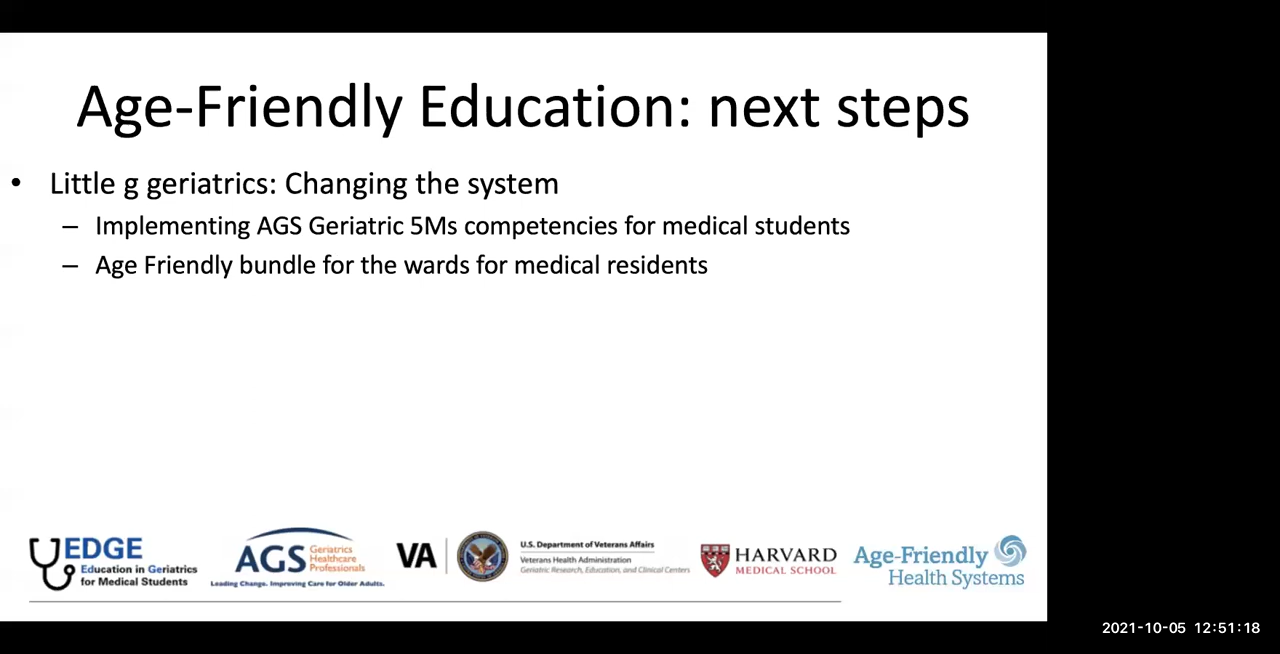 Age-Friendly Education: next steps
• Little g geriatrics: Changing the system
– Implementing AGS Geriatric 5Ms competencies for medical students
– Age Friendly bundle for the wards for medical residents
EDGE
Education in Geriatrics
for Medical Students
AGS
Geriatrics
Healthcare
Professionals
Leading Change. Improving Care for Older Adults.
VA
U.S. Department of Veterans Affairs
Veterans Health Administration
Geriatric Research, Education, and Clinical Centers
HARVARD
MEDICAL SCHOOL
Age-Friendly
Health Systems
2021-10-05 12:51:18